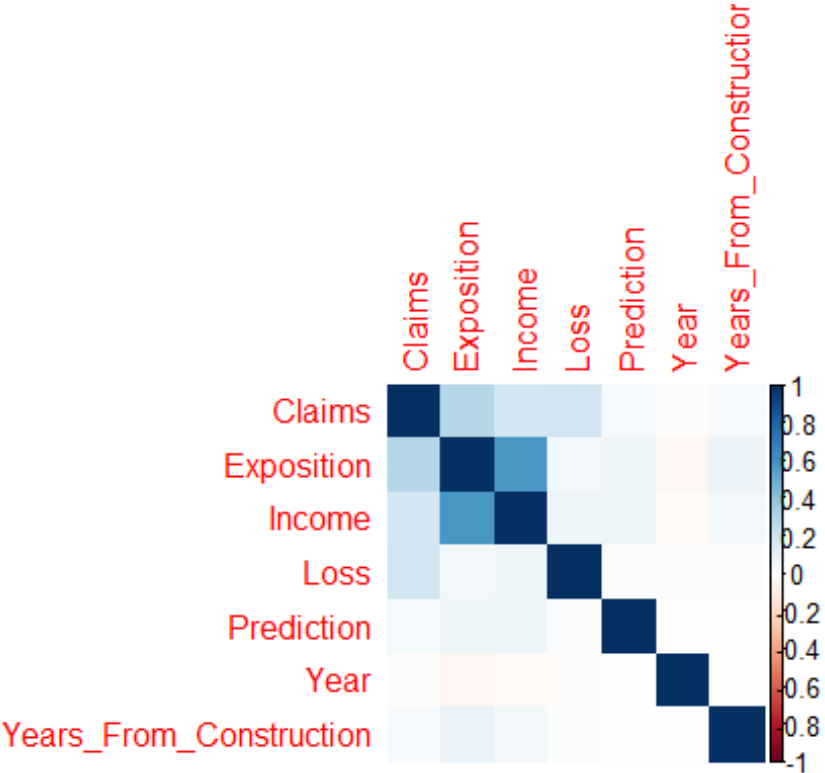 Claims
Exposition
Income
Loss
Prediction
Year
Years_From_Construction
Claims
Exposition
Income
Loss
Prediction
Year
Years_From_Construction
1
0.8
0.6
0.4
0.2
0
-0.2
-0.4
-0.6
-0.8
-1